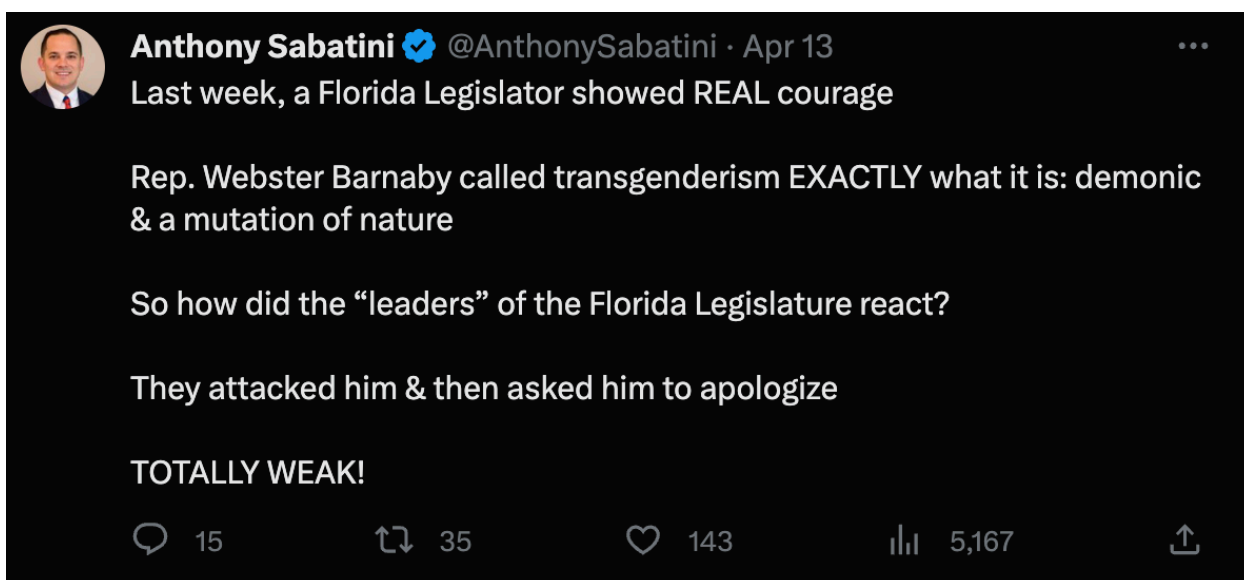 Anthony Sabatini @AnthonySabatini · Apr 13
Last week, a Florida Legislator showed REAL courage
Rep. Webster Barnaby called transgenderism EXACTLY what it is: demonic
& a mutation of nature
So how did the “leaders” of the Florida Legislature react?
They attacked him & then asked him to apologize
TOTALLY WEAK!
15 35 143 5,167